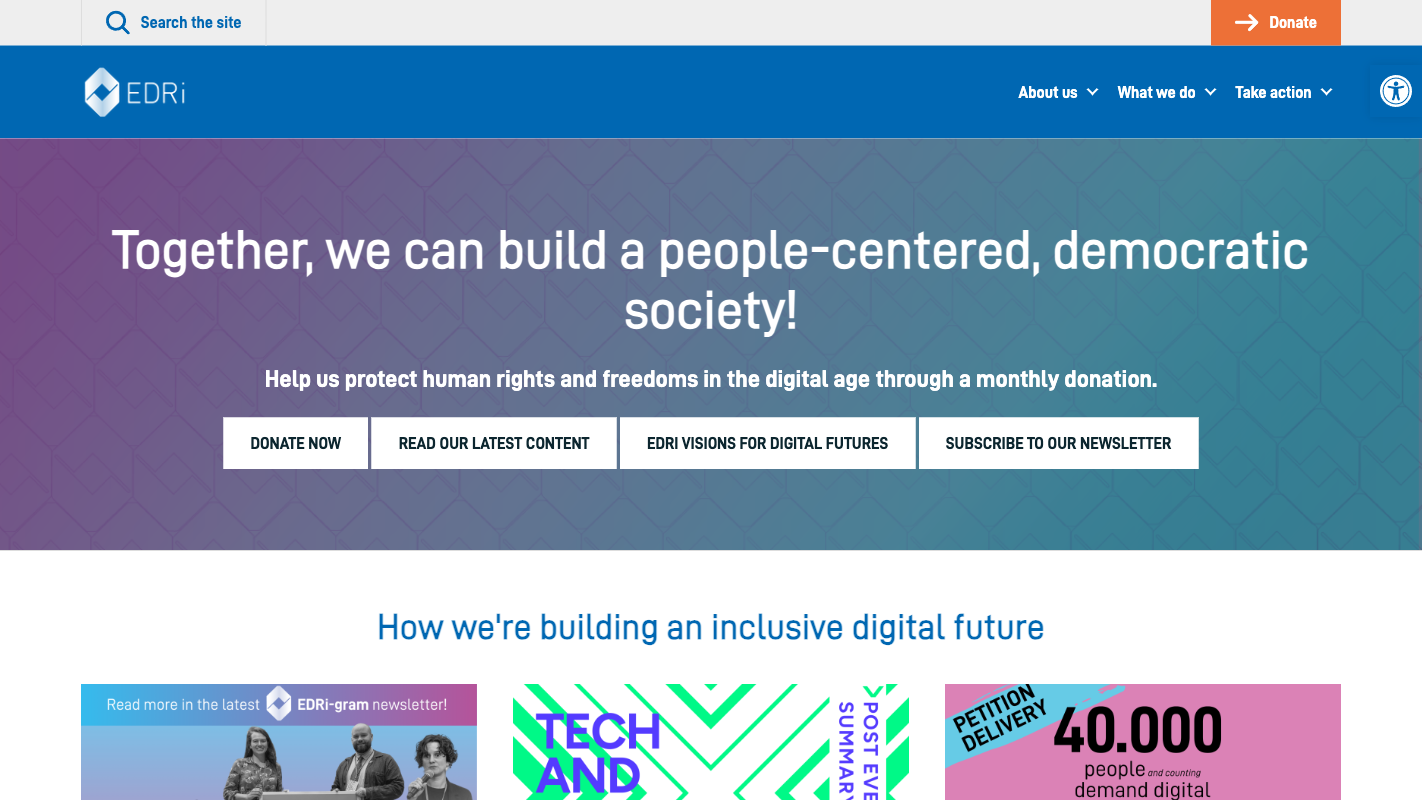 Search the site
Donate
EDRi
About us
What we do
Take action
Together, we can build a people-centered, democratic
society!
Help us protect human rights and freedoms in the digital age through a monthly donation.
DONATE NOW
READ OUR LATEST CONTENT
EDRI VISIONS FOR DIGITAL FUTURES
SUBSCRIBE TO OUR NEWSLETTER
How we're building an inclusive digital future
Read more in the latest EDRi-gram newsletter!
TECH
AND
POST EVE
SUMMARY
PETITION
DELIVERY
40.000
people and counting
demand digital